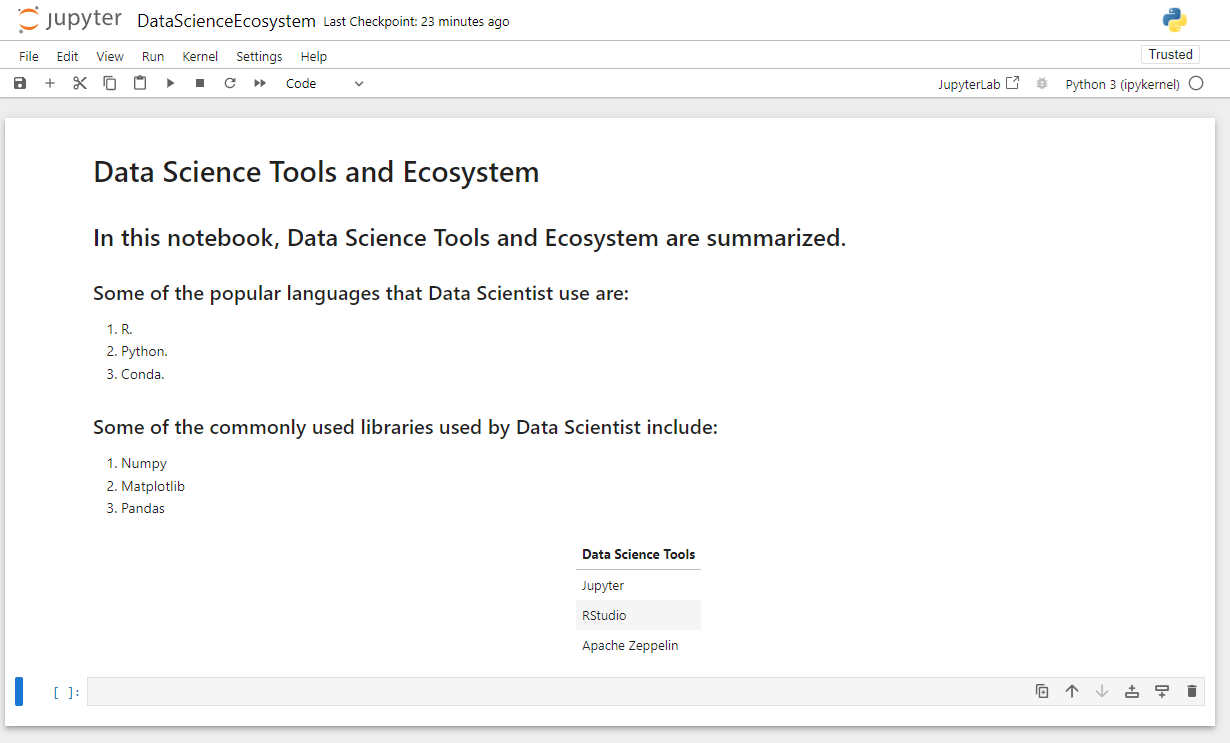 jupyter DataScienceEcosystem Last Checkpoint: 23 minutes ago
File Edit View Run Kernel Settings Help Trusted
Code JupyterLab Python 3 (ipykernel)
Data Science Tools and Ecosystem
In this notebook, Data Science Tools and Ecosystem are summarized.
Some of the popular languages that Data Scientist use are:
1. R.
2. Python.
3. Conda.
Some of the commonly used libraries used by Data Scientist include:
1. Numpy
2. Matplotlib
3. Pandas
Data Science Tools
Jupyter
RStudio
Apache Zeppelin
[ ]: